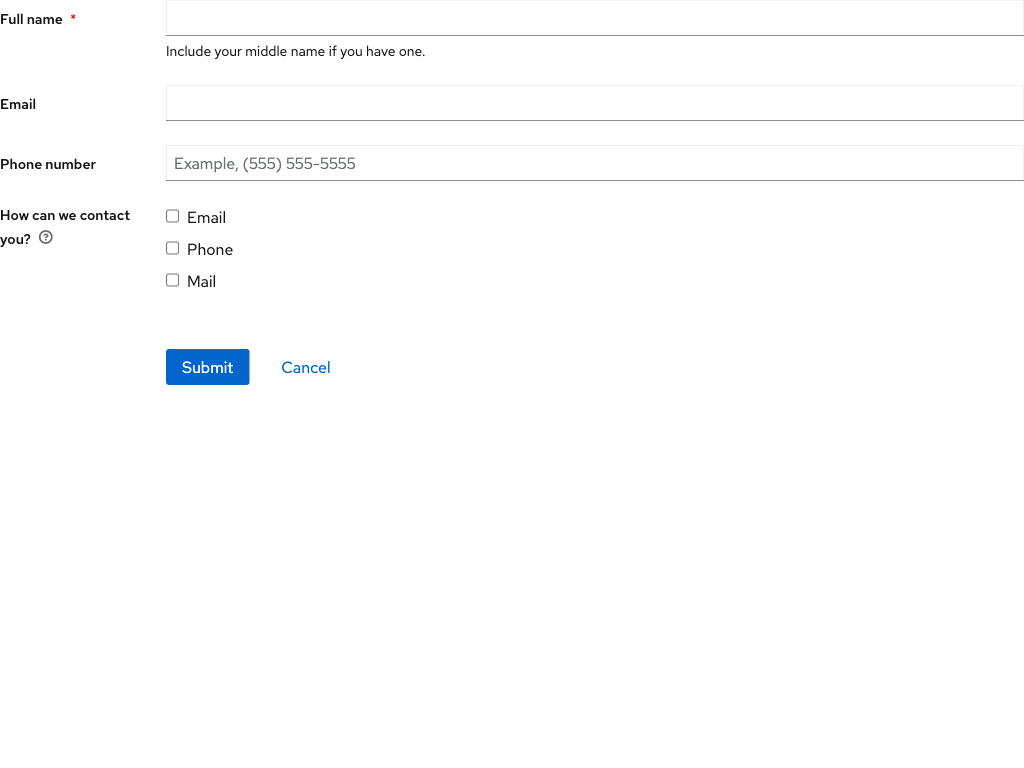 Full name *
Include your middle name if you have one.
Email
Phone number
Example, (555) 555-5555
How can we contact
you?
Email
Phone
Mail
Submit
Cancel